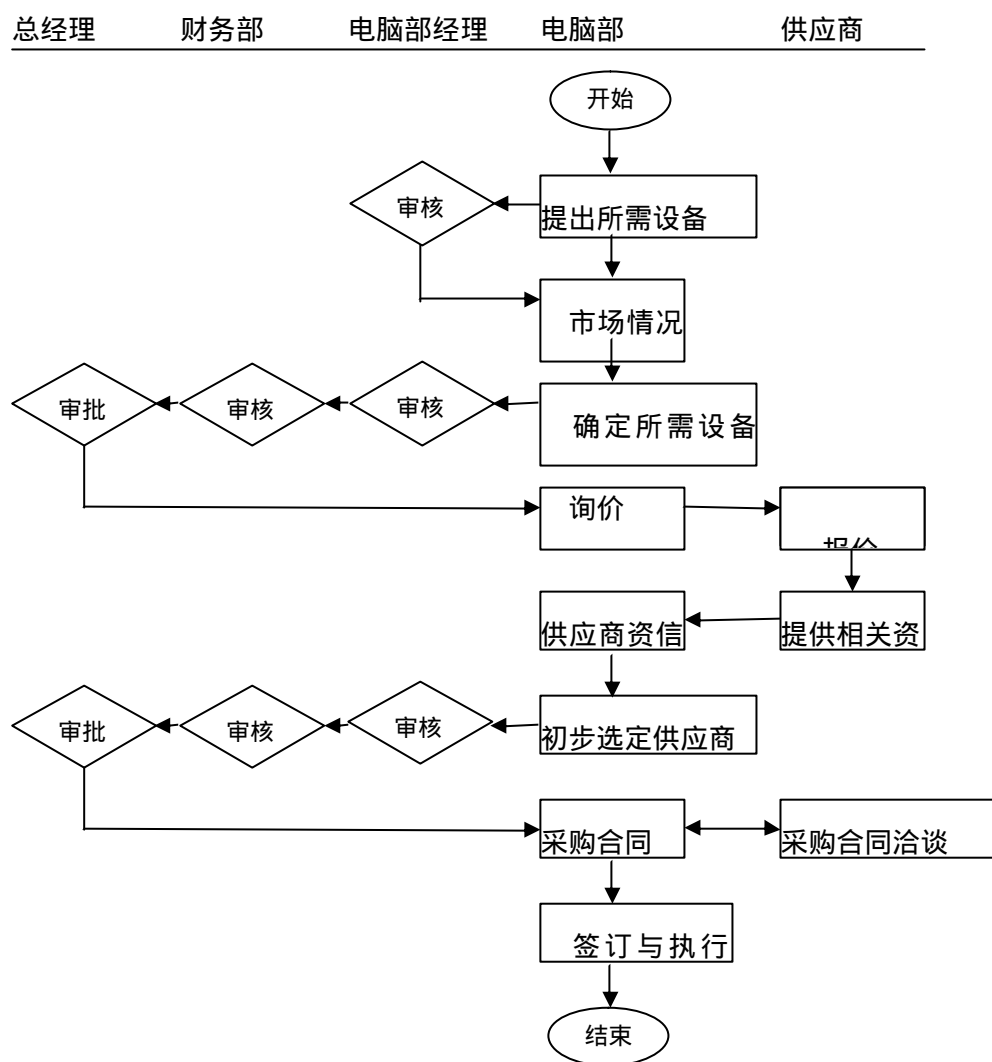 总经理 财务部 电脑部经理 电脑部 供应商
开始
审核 提出所需设备
市场情况
审批 审核 审核 确定所需设备
询价 报价
供应商资信 提供相关资
审批 审核 审核 初步选定供应商
采购合同 采购合同洽谈
签订与执行
结束